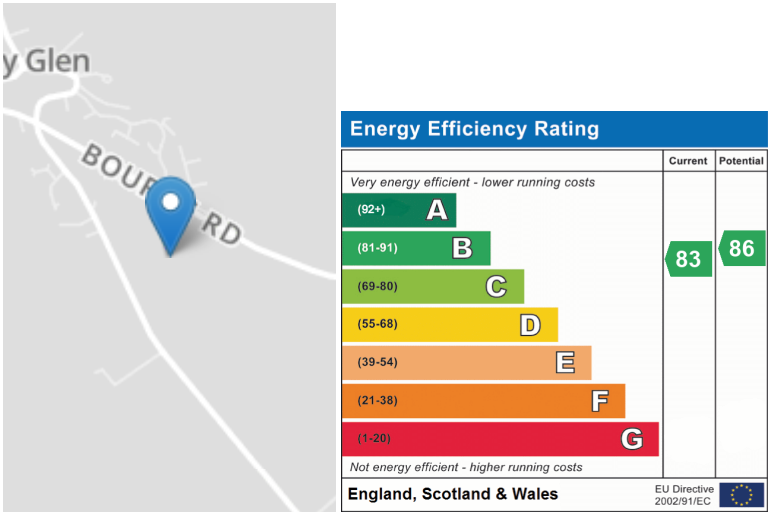 y Glen
BOU
RD
Energy Efficiency Rating
Current Potential
Very energy efficient - lower running costs
(92+) A
(81-91) B
83 86
(69-80) C
(55-68) D
(39-54) E
(21-38) F
(1-20) G
Not energy efficient - higher running costs
England, Scotland & Wales
EU Directive
2002/91/EC